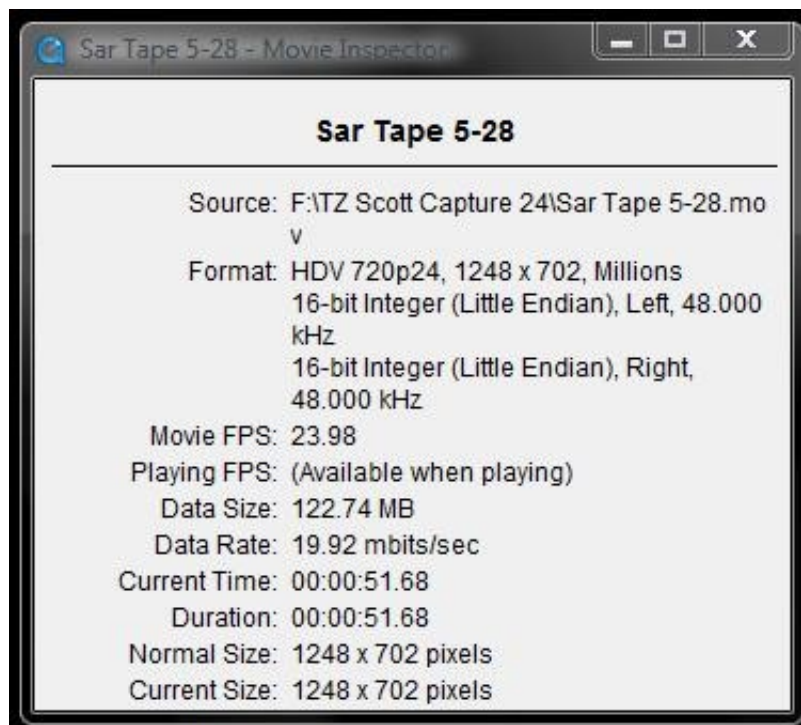 Sar Tape 5-28 - Movie Inspector
Sar Tape 5-28
Source: F:\TZ Scott Capture 24\Sar Tape 5-28.mo
v
Format: HDV 720p24, 1248 x 702, Millions
16-bit Integer (Little Endian), Left, 48.000
kHz
16-bit Integer (Little Endian), Right,
48.000 kHz
Movie FPS: 23.98
Playing FPS: (Available when playing)
Data Size: 122.74 MB
Data Rate: 19.92 mbits/sec
Current Time: 00:00:51.68
Duration: 00:00:51.68
Normal Size: 1248 x 702 pixels
Current Size: 1248 x 702 pixels